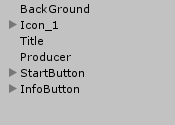 BackGround
Icon_1
Title
Producer
StartButton
InfoButton